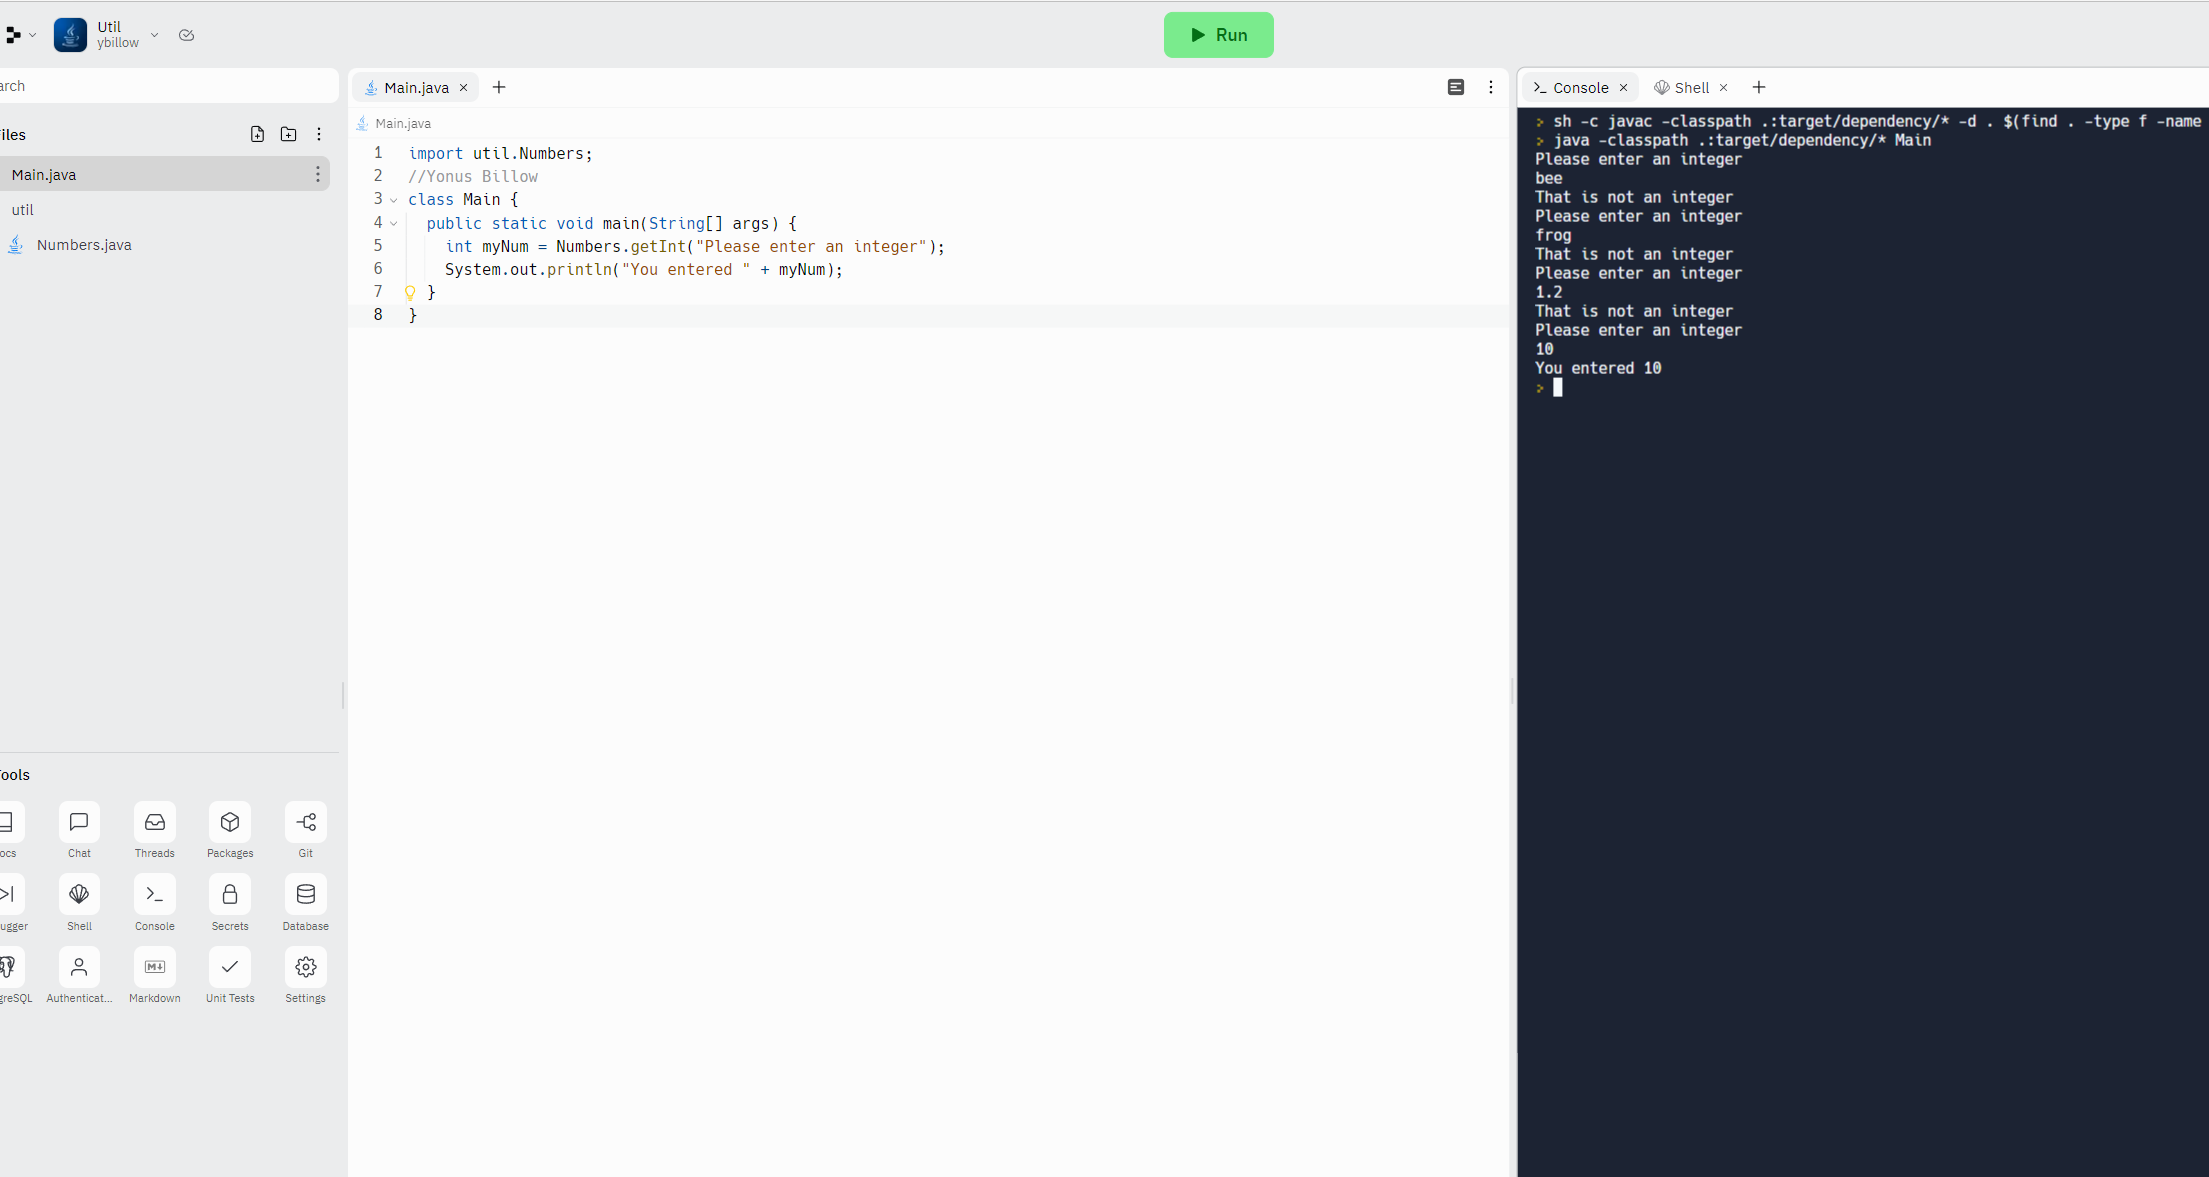 Util
ybillow
Run
arch
iles
Main.java
util
Numbers.java
Tools
ocs
Chat
Threads
Packages
Git
ugger
Shell
Console
Secrets
Database
greSQL
Authenticat...
Markdown
Unit Tests
Settings
Main.java
Main.java
1 import util.Numbers;
2 //Yonus Billow
3 class Main {
4 public static void main(String[] args) {
5 int myNum = Numbers.getInt("Please enter an integer");
6 System.out.println("You entered " + myNum);
7 }
8 }
Console
Shell
> sh -c javac -classpath .:target/dependency/* -d . $(find . -type f -name
> java -classpath .:target/dependency/* Main
Please enter an integer
bee
That is not an integer
Please enter an integer
frog
That is not an integer
Please enter an integer
1.2
That is not an integer
Please enter an integer
10
You entered 10
>